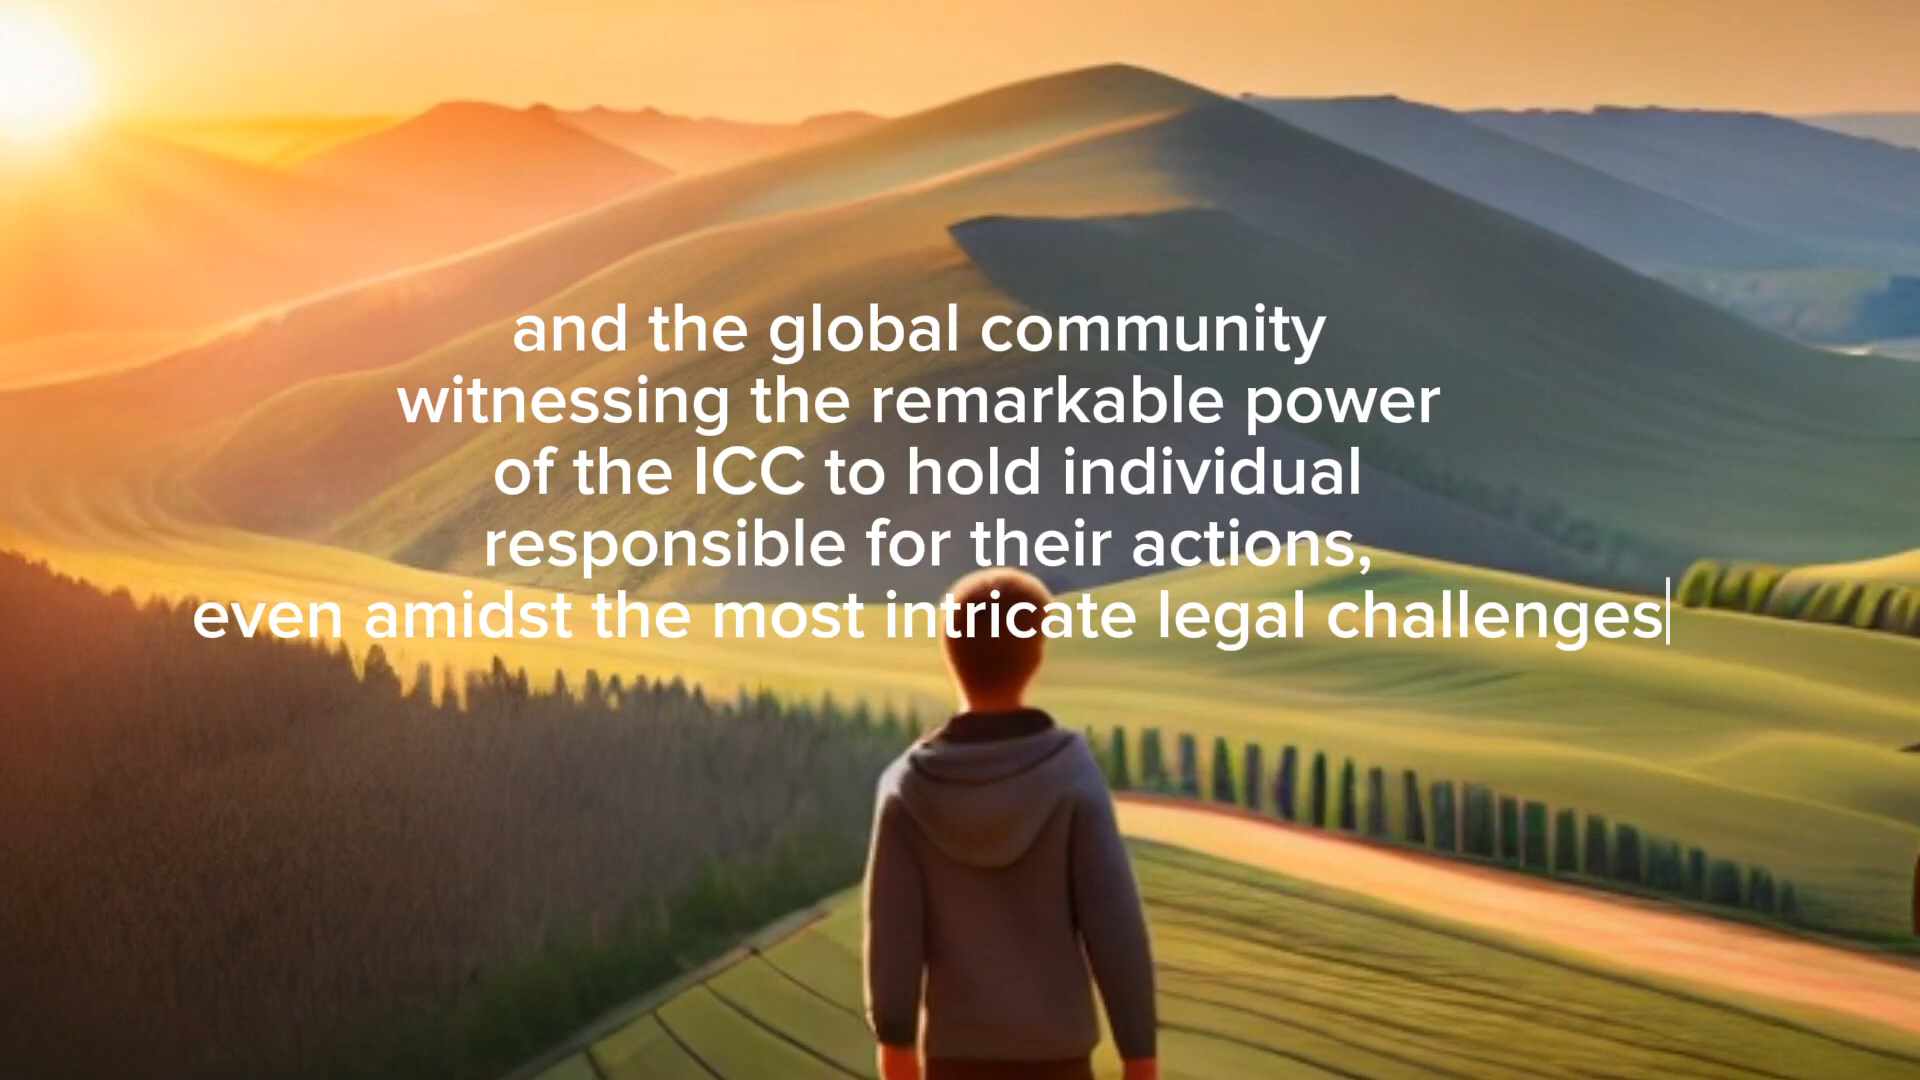 and the global community
witnessing the remarkable power
of the ICC to hold individual
responsible for their actions,
even amidst the most intricate legal challenges